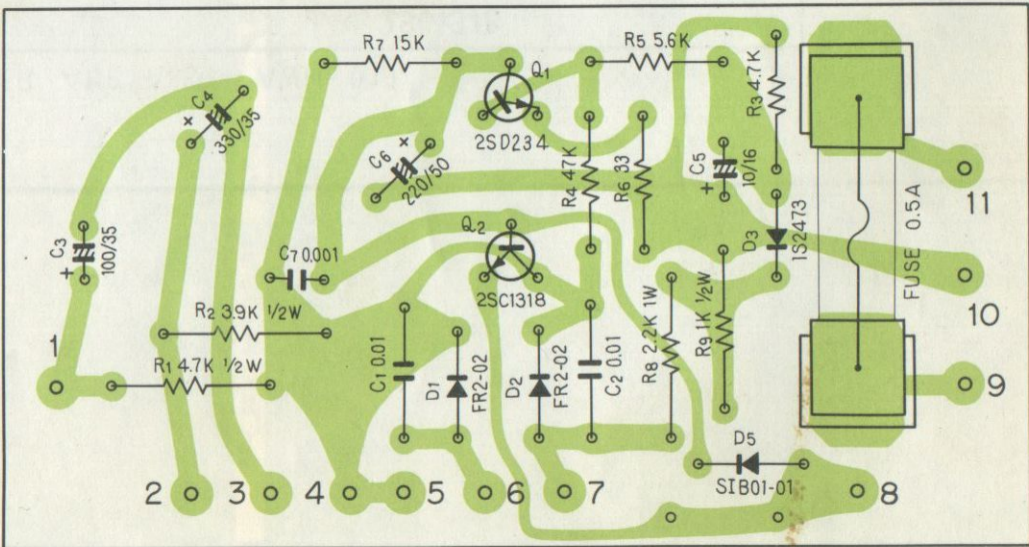 R7 15K
R5 5.6K
Q1
2SD234
C4
330/35
×
C6
220/50
×
R3 4.7K
R4 47K
R6 33
C5
10/16
+
C3
100/35
+
Q2
2SC1318
C7 0.001
D3
1S2473
FUSE 0.5A
11
10
9
R2 3.9K ½W
R1 4.7K ½W
1
C1 0.01
D1
FR2-02
D2
FR2-02
C2 0.01
R8 2.2K 1W
R9 1K ½W
D5
SIB01-01
2
3
4
5
6
7
8